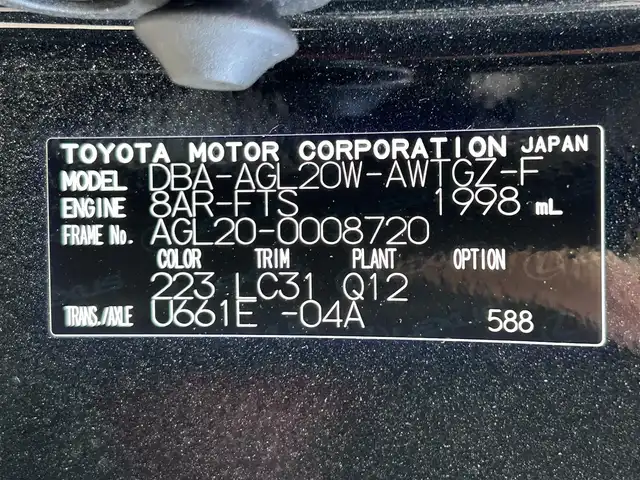 TOYOTA MOTOR CORPORATION JAPAN
MODEL DBA-AGL20W-AWTGZ-F
ENGINE 8AR-FTS 1998 mL
FRAME No. AGL20-0008720
COLOR TRIM PLANT OPTION
223 LC31 Q12
TRANS./AXLE U661E -04A 588